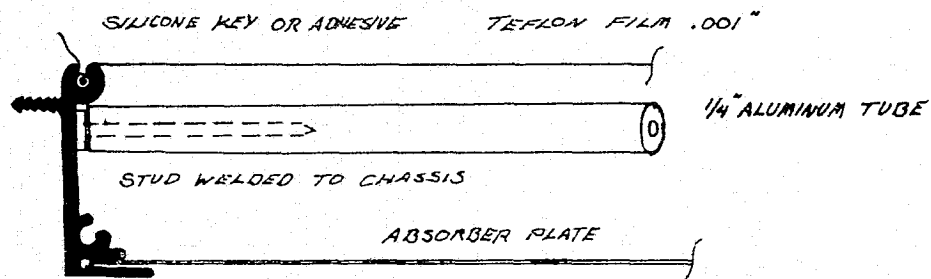 SILICONE KEY OR ADHESIVE
TEFLON FILM .001"
1/4" ALUMINUM TUBE
STUD WELDED TO CHASSIS
ABSORBER PLATE